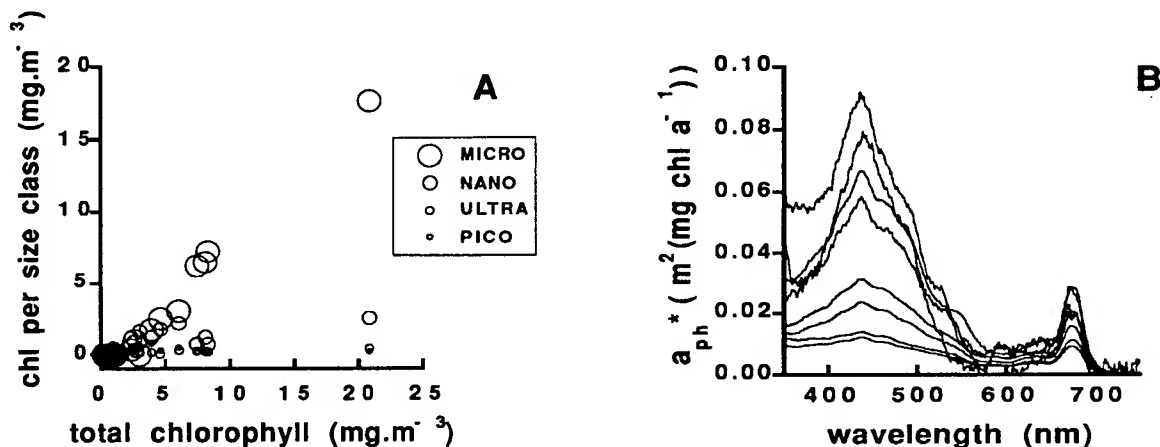 A
chl per size class (mg.m⁻³)
20
15
10
5
0
0 5 10 15 20 25
total chlorophyll (mg.m⁻³)
MICRO
NANO
ULTRA
PICO
B
a_ph* (m²(mg chl a⁻¹))
0.10
0.08
0.06
0.04
0.02
0.00
400 500 600 700
wavelength (nm)